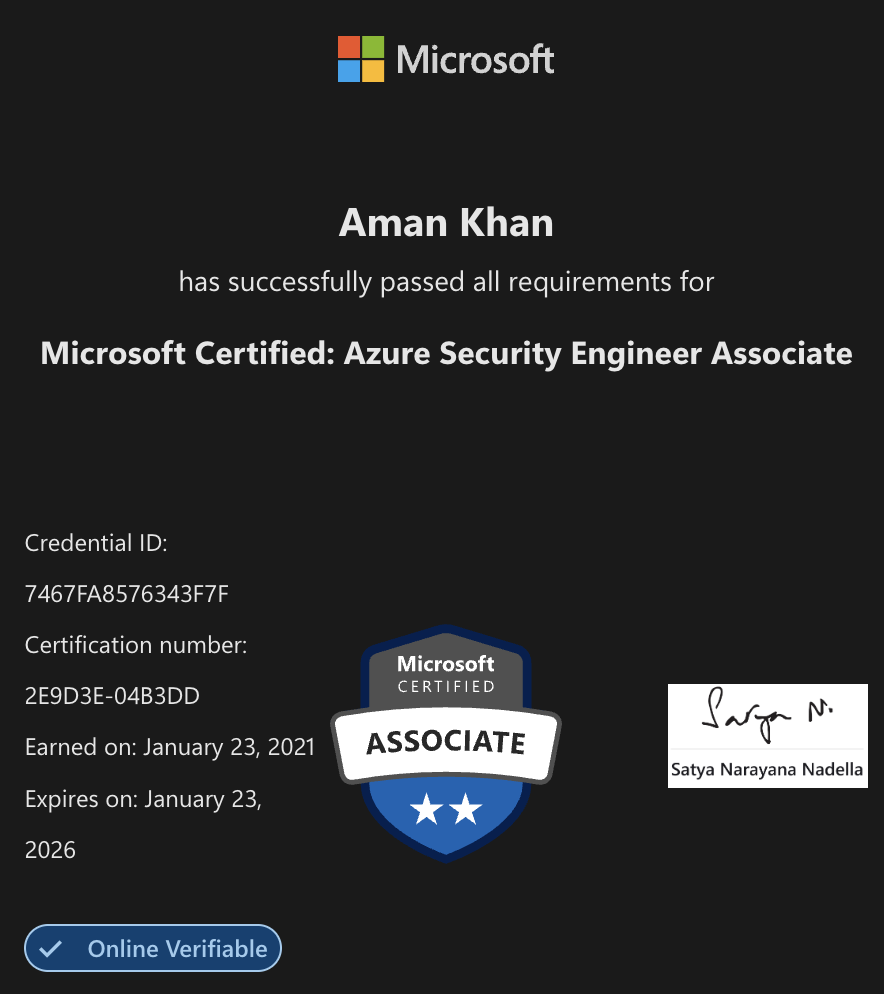 Microsoft
Aman Khan
has successfully passed all requirements for
Microsoft Certified: Azure Security Engineer Associate
Credential ID:
7467FA8576343F7F
Certification number:
2E9D3E-04B3DD
Earned on: January 23, 2021
Expires on: January 23,
2026
Microsoft
CERTIFIED
ASSOCIATE
Satya N.
Satya Narayana Nadella
Online Verifiable